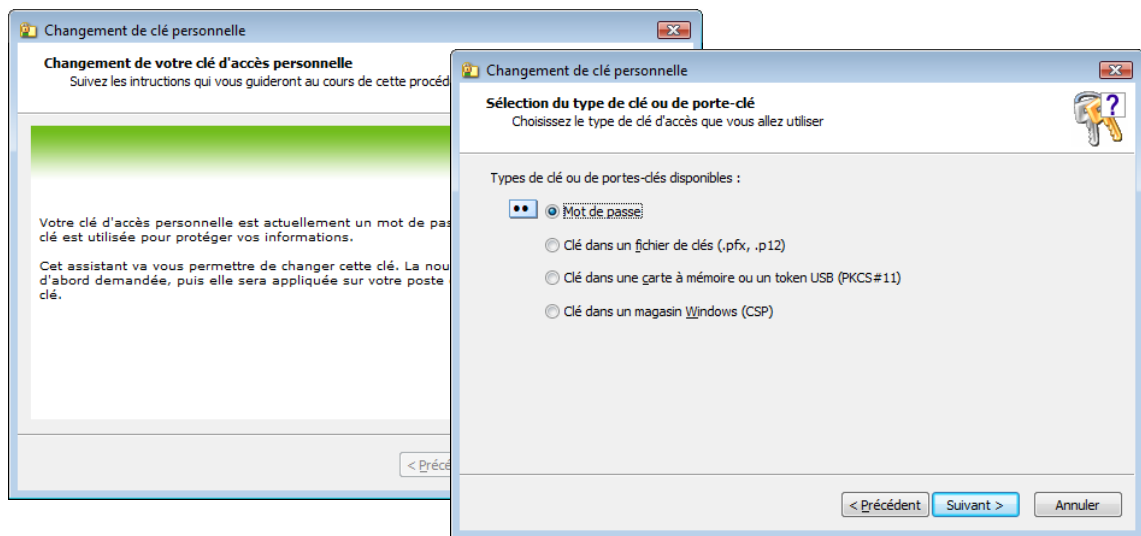 Changement de clé personnelle
Changement de votre clé d'accès personnelle
Suivez les intructions qui vous guideront au cours de cette procéd
Votre clé d'accès personnelle est actuellement un mot de pas
clé est utilisée pour protéger vos informations.
Cet assistant va vous permettre de changer cette clé. La nou
d'abord demandée, puis elle sera appliquée sur votre poste
clé.
< Précé
Changement de clé personnelle
Sélection du type de clé ou de porte-clé
Choisissez le type de clé d'accès que vous allez utiliser
?
Types de clé ou de portes-clés disponibles :
Mot de passe
Clé dans un fichier de clés (.pfx, .p12)
Clé dans une carte à mémoire ou un token USB (PKCS#11)
Clé dans un magasin Windows (CSP)
< Précédent Suivant > Annuler